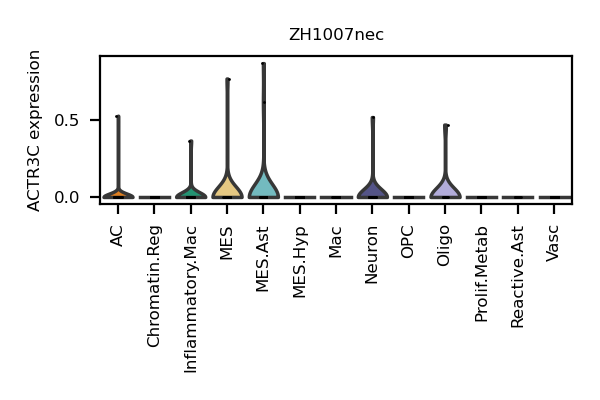 ZH1007nec
ACTR3C expression
0.5
0.0
AC
Chromatin.Reg
Inflammatory.Mac
MES
MES.Ast
MES.Hyp
Mac
Neuron
OPC
Oligo
Prolif.Metab
Reactive.Ast
Vasc